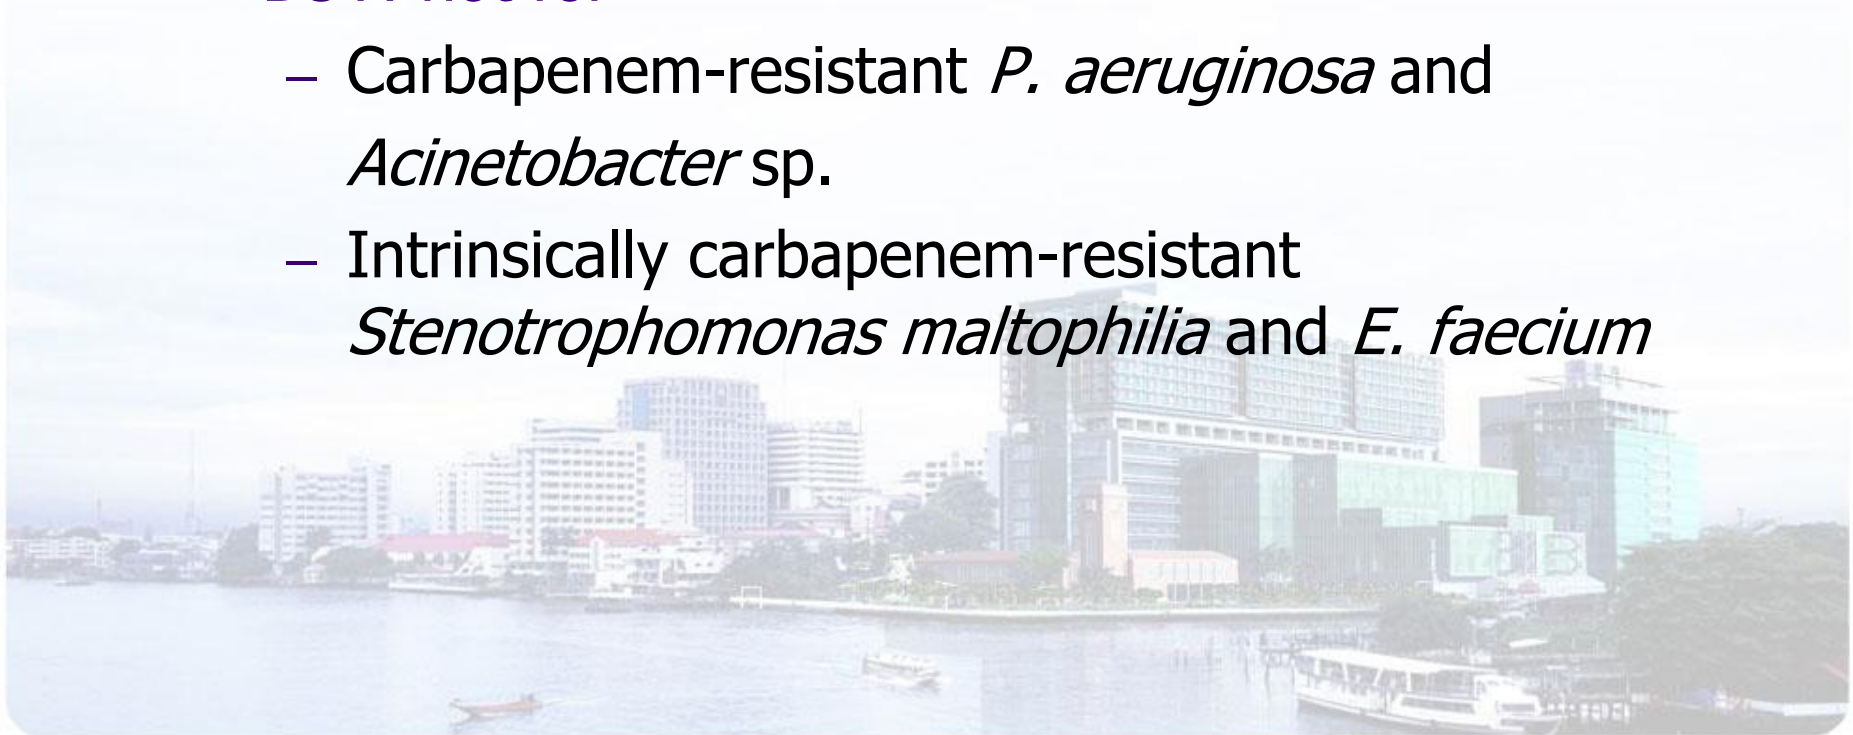 – Carbapenem-resistant P. aeruginosa and
Acinetobacter sp.
– Intrinsically carbapenem-resistant
Stenotrophomonas maltophilia and E. faecium